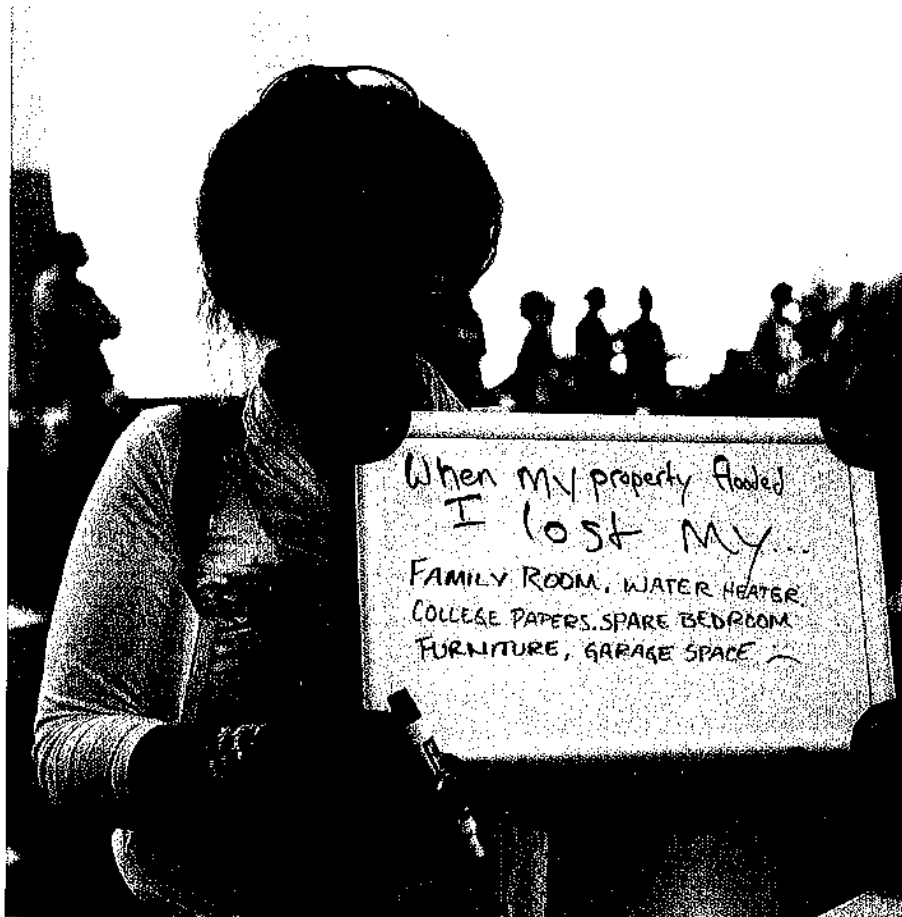 When my property flooded
I lost my...
FAMILY ROOM, WATER HEATER,
COLLEGE PAPERS, SPARE BEDROOM
FURNITURE, GARAGE SPACE